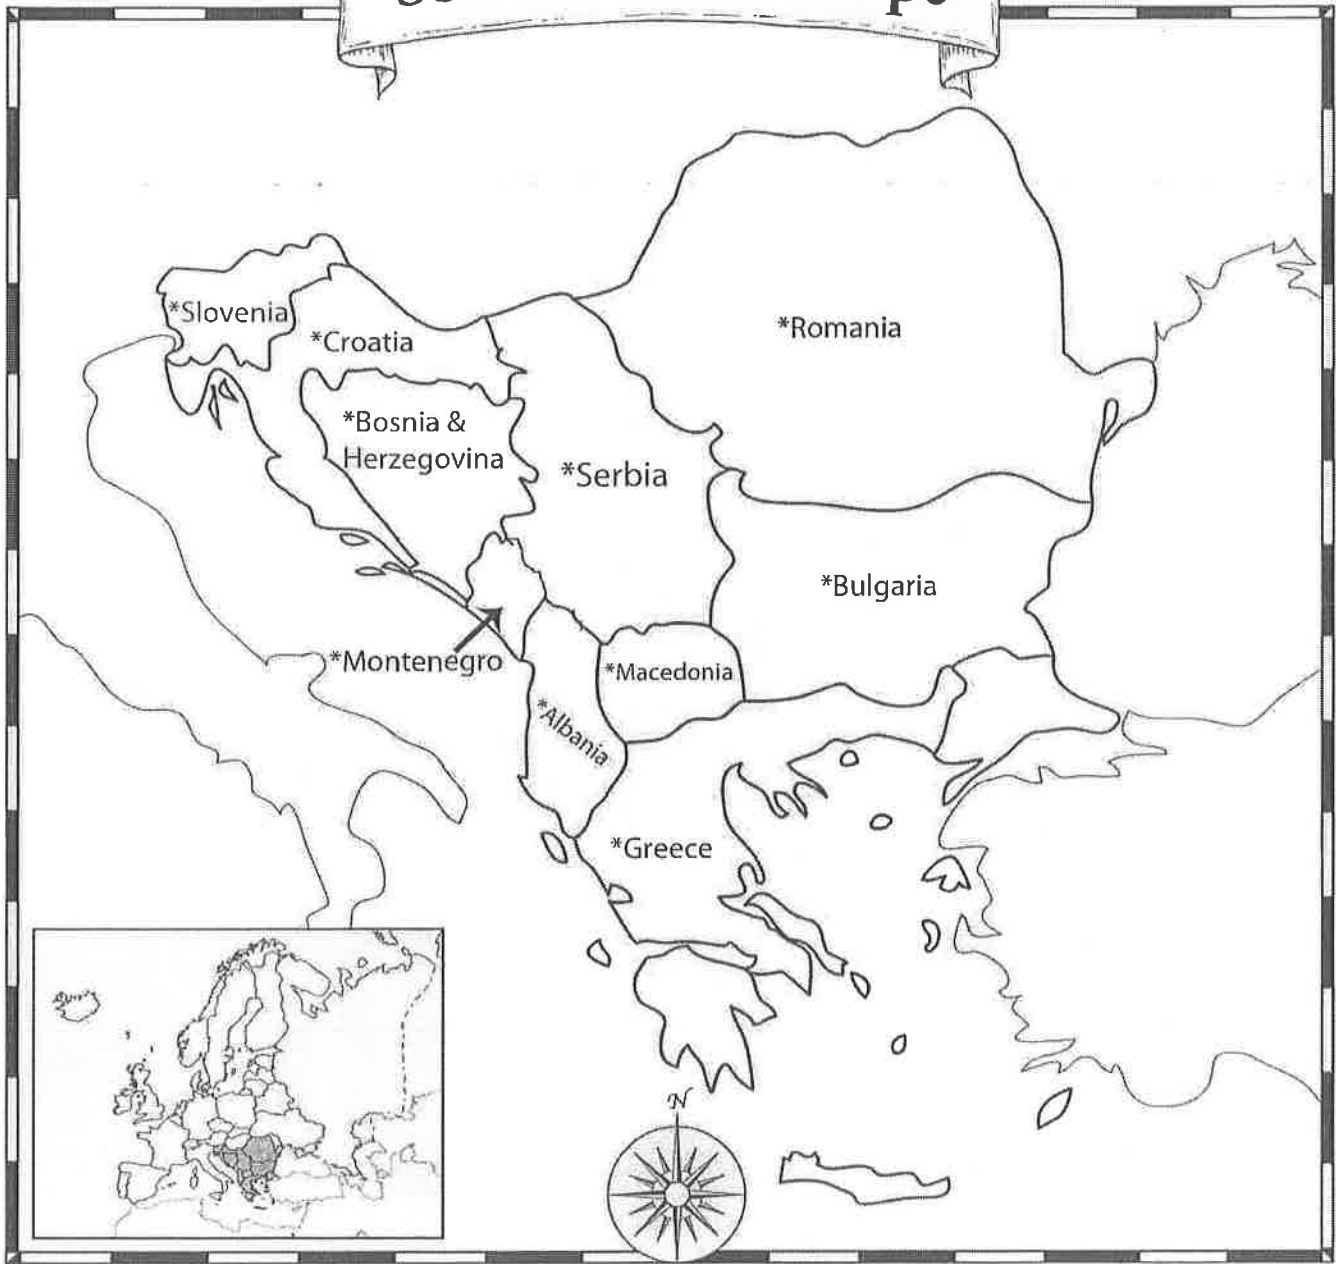 *Slovenia
*Croatia
*Romania
*Bosnia &
Herzegovina
*Serbia
*Bulgaria
*Montenegro
*Macedonia
*Albania
*Greece
N